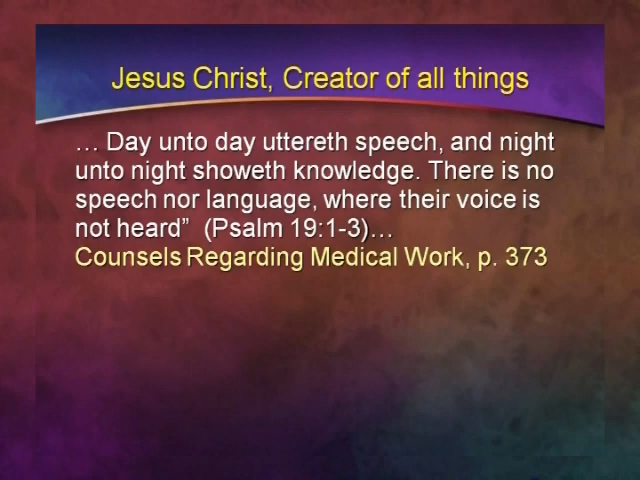 Jesus Christ, Creator of all things
… Day unto day uttereth speech, and night
unto night showeth knowledge. There is no
speech nor language, where their voice is
not heard”  (Psalm 19:1-3)…
Counsels Regarding Medical Work, p. 373